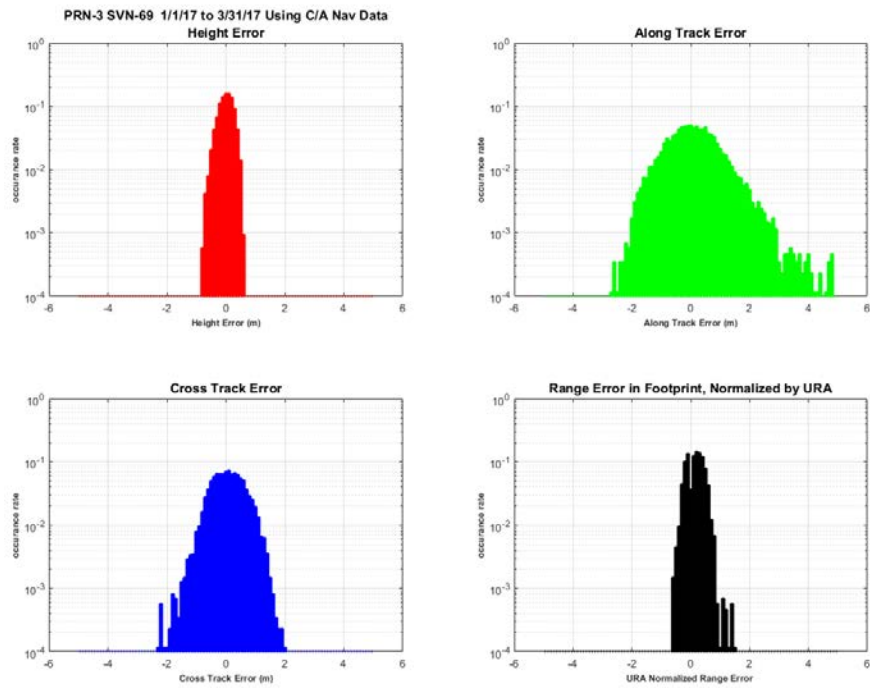 PRN-3 SVN-69 1/1/17 to 3/31/17 Using C/A Nav Data
Height Error
10^0
10^-1
10^-2
10^-3
10^-4
occurance rate
-6 -4 -2 0 2 4 6
Height Error (m)
Along Track Error
10^0
10^-1
10^-2
10^-3
10^-4
occurance rate
-6 -4 -2 0 2 4 6
Along Track Error (m)
Cross Track Error
10^0
10^-1
10^-2
10^-3
10^-4
occurance rate
-6 -4 -2 0 2 4 6
Cross Track Error (m)
Range Error in Footprint, Normalized by URA
10^0
10^-1
10^-2
10^-3
10^-4
occurance rate
-6 -4 -2 0 2 4 6
URA Normalized Range Error